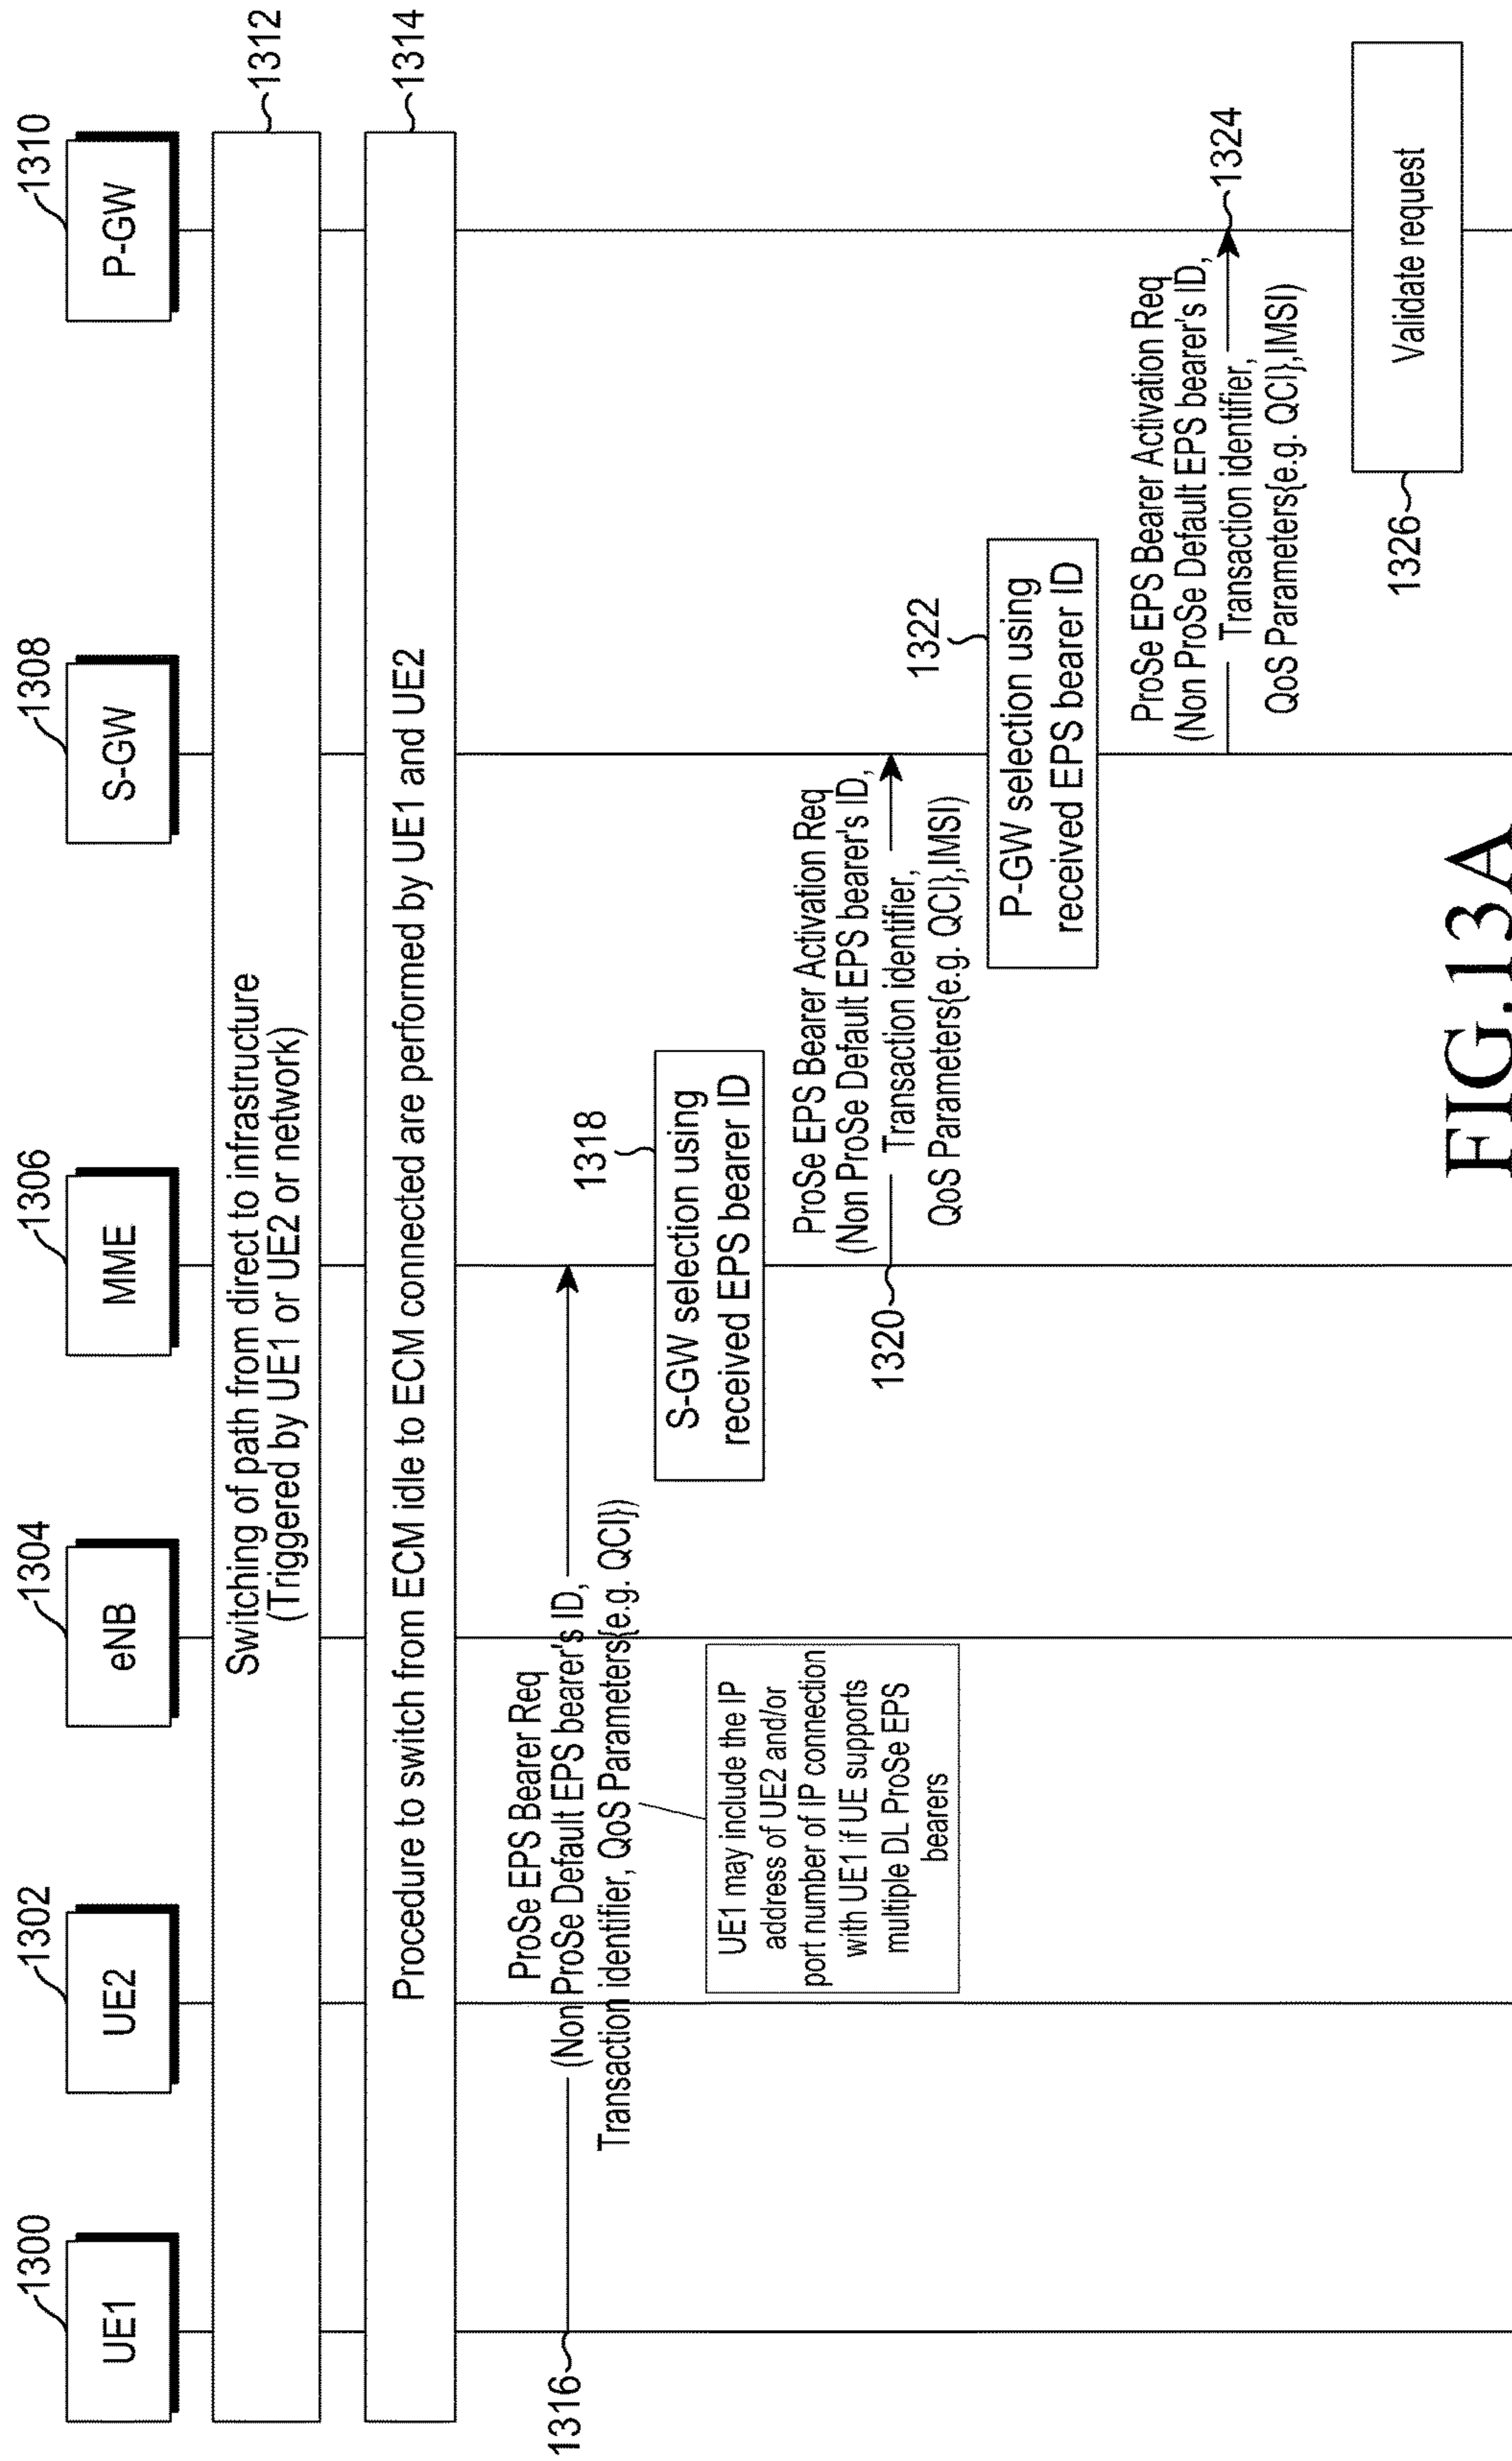 1300
1302
1304
1306
1308
1310
UE1
UE2
eNB
MME
S-GW
P-GW
Switching of path from direct to infrastructure
(Triggered by UE1 or UE2 or network)
1312
Procedure to switch from ECM idle to ECM connected are performed by UE1 and UE2
1314
1316
ProSe EPS Bearer Req
(Non ProSe Default EPS bearer's ID,
Transaction identifier, QoS Parameters{e.g. QCI})
UE1 may include the IP
address of UE2 and/or
port number of IP connection
with UE1 if UE supports
multiple DL ProSe EPS
bearers
1318
S-GW selection using
received EPS bearer ID
1320
ProSe EPS Bearer Activation Req
(Non ProSe Default EPS bearer's ID,
Transaction identifier,
QoS Parameters{e.g. QCI},IMSI)
1322
P-GW selection using
received EPS bearer ID
ProSe EPS Bearer Activation Req
(Non ProSe Default EPS bearer's ID,
Transaction identifier,
QoS Parameters{e.g. QCI},IMSI)
1324
1326
Validate request
FIG.13A